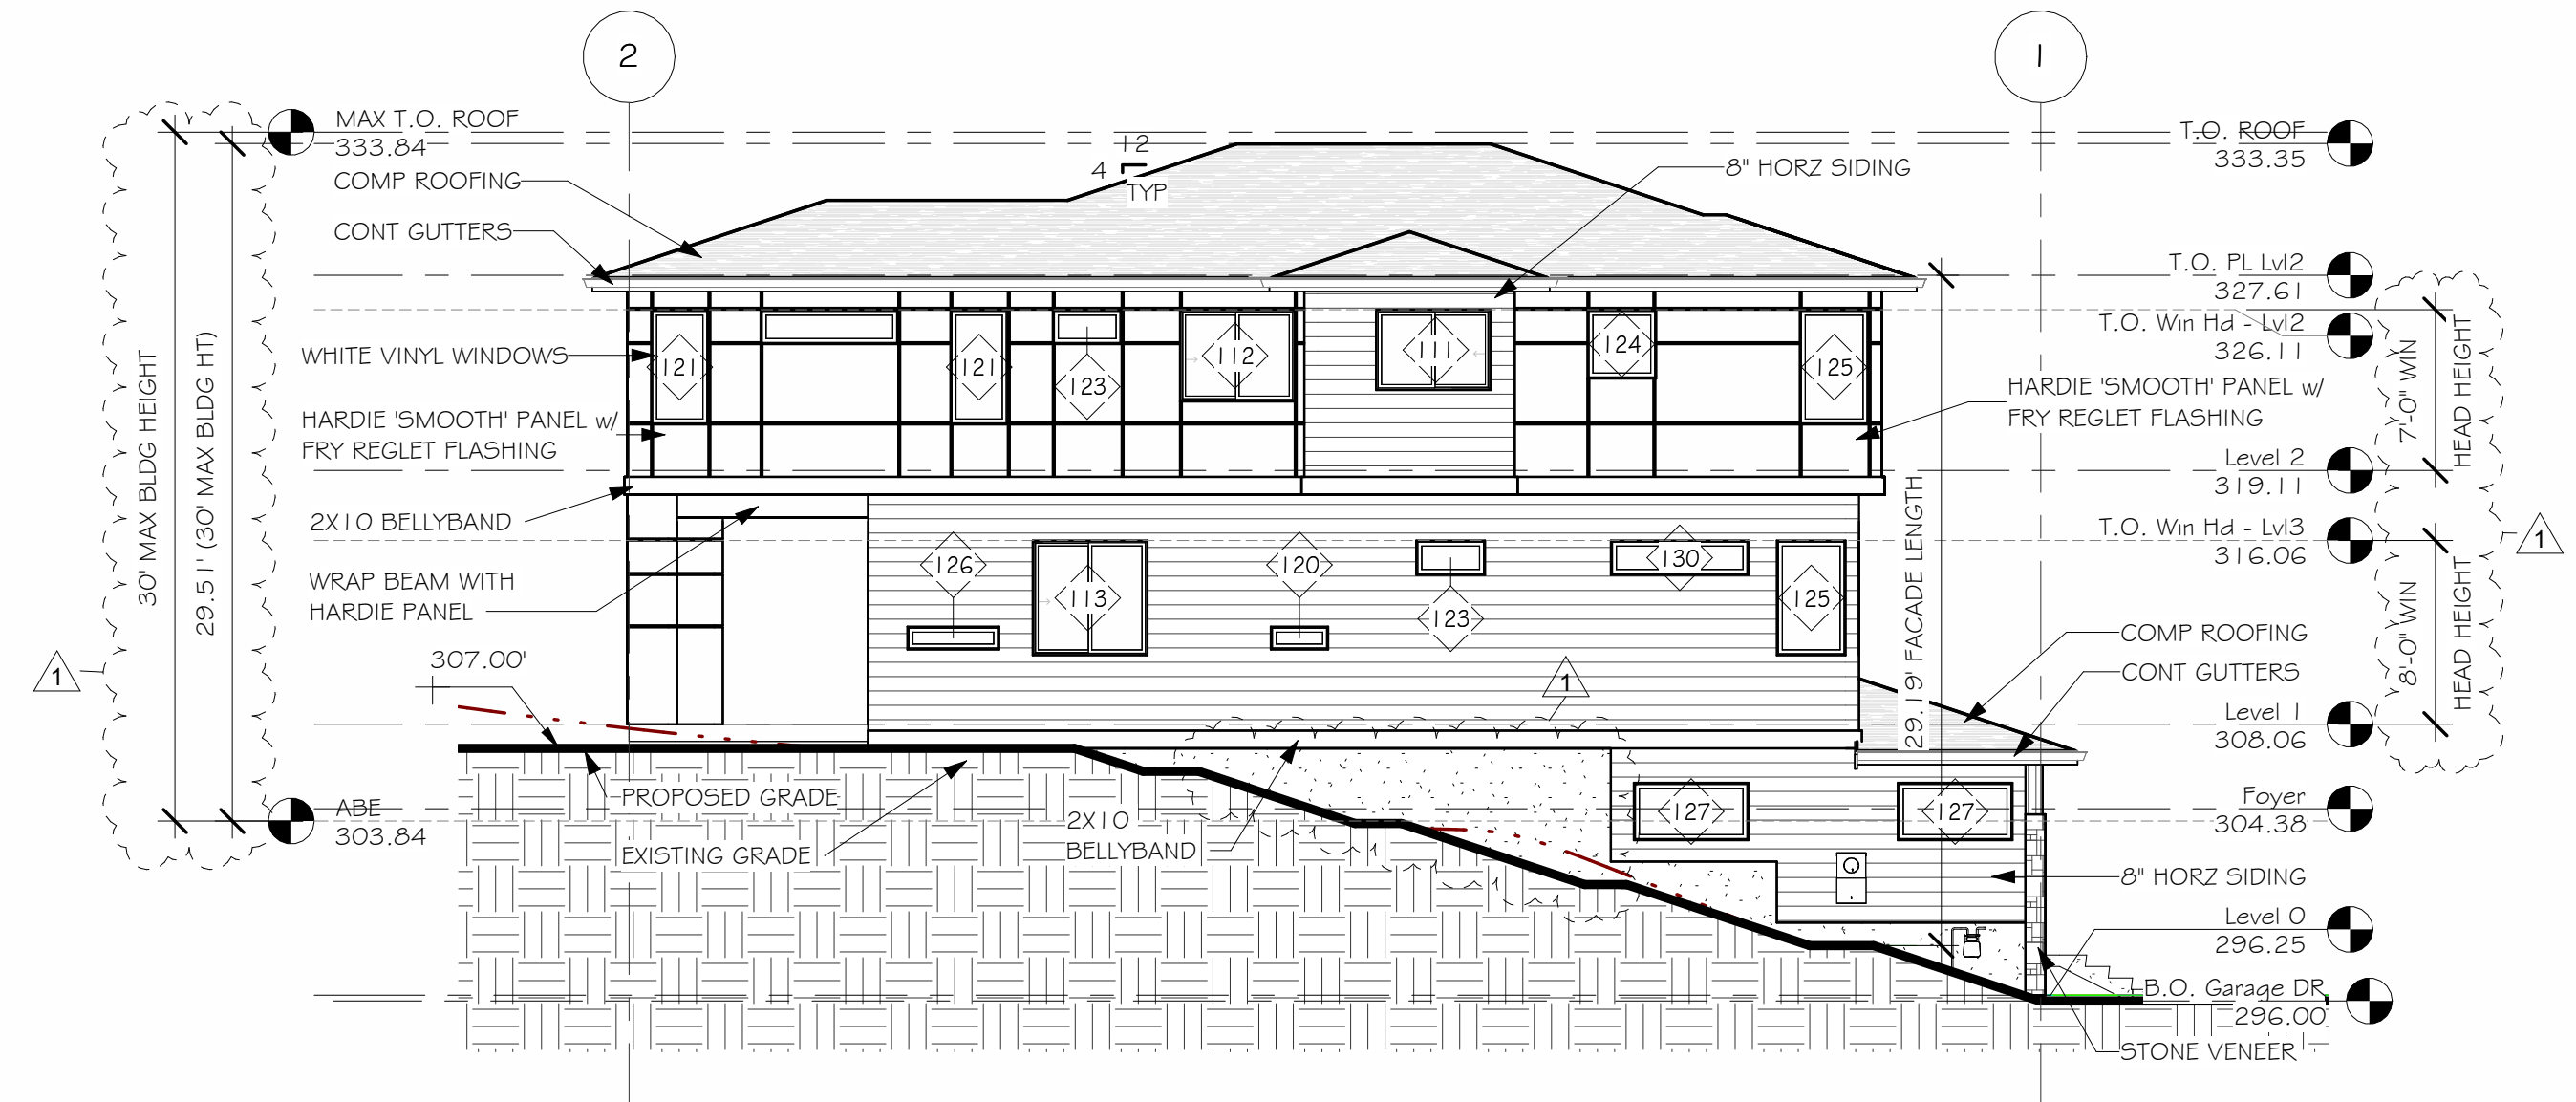 2
1
MAX T.O. ROOF
333.84
COMP ROOFING
CONT GUTTERS
WHITE VINYL WINDOWS
HARDIE 'SMOOTH' PANEL w/
FRY REGLET FLASHING
2X10 BELLYBAND
WRAP BEAM WITH
HARDIE PANEL
307.00'
ABE
303.84
30' MAX BLDG HEIGHT
29.51' (30' MAX BLDG HT)
1
12
4
TYP
8" HORZ SIDING
121
121
123
112
111
124
125
126
113
120
123
130
125
1
127
127
PROPOSED GRADE
EXISTING GRADE
2X10
BELLYBAND
29.19' FACADE LENGTH
T.O. ROOF
333.35
T.O. PL Lvl2
327.61
T.O. Win Hd - Lvl2
326.11
HARDIE 'SMOOTH' PANEL w/
FRY REGLET FLASHING
Level 2
319.11
T.O. Win Hd - Lvl3
316.06
COMP ROOFING
CONT GUTTERS
Level 1
308.06
Foyer
304.38
8" HORZ SIDING
Level 0
296.25
B.O. Garage DR
296.00
STONE VENEER
7'-0" WIN
HEAD HEIGHT
8'-0" WIN
HEAD HEIGHT
1